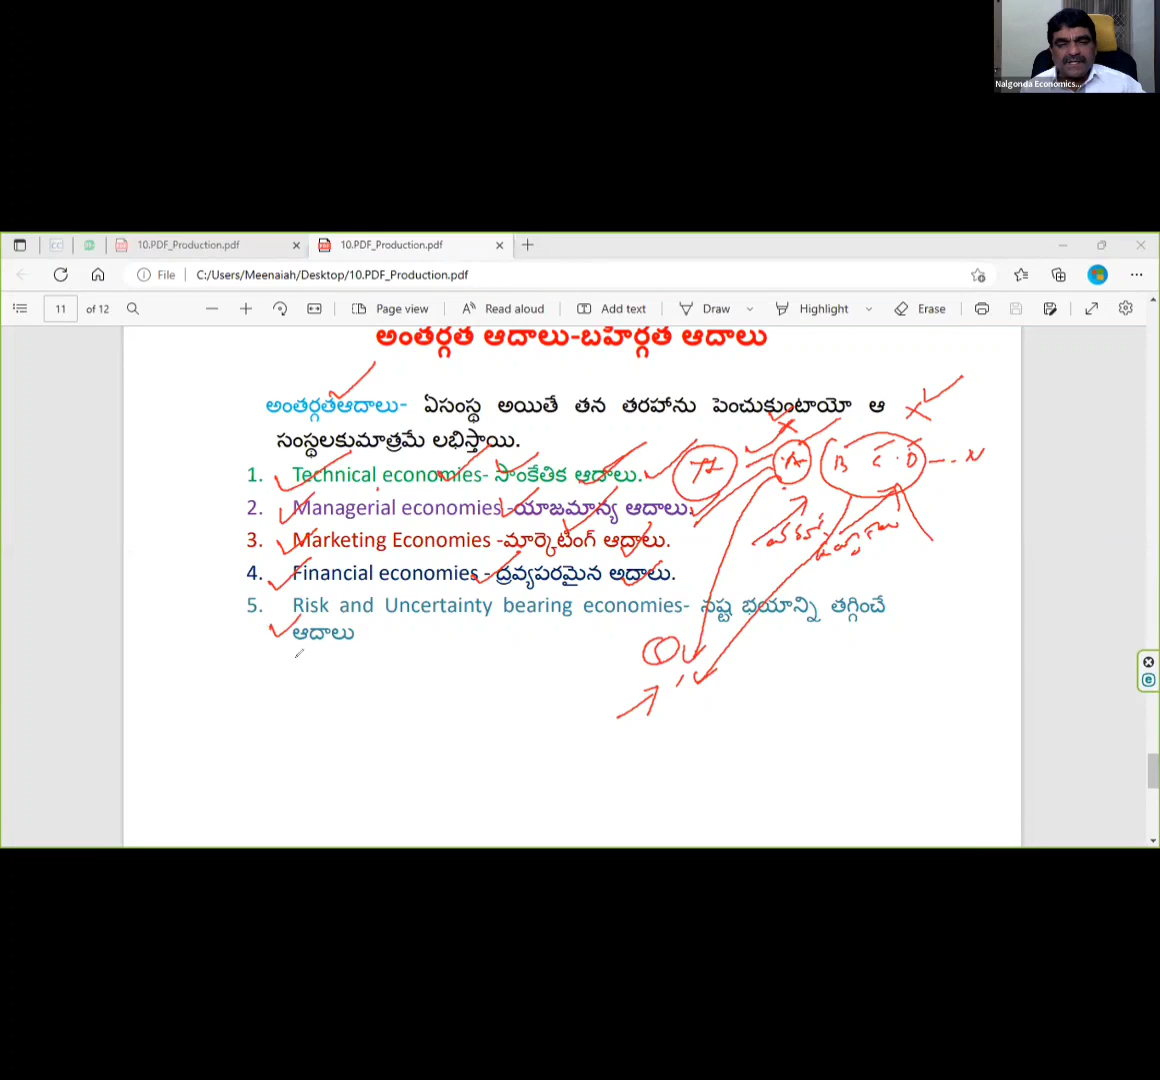 Nalgonda Economics...
10.PDF_Production.pdf
10.PDF_Production.pdf
File C:/Users/Meenaiah/Desktop/10.PDF_Production.pdf
11 of 12 Page view Read aloud Add text Draw Highlight Erase
అంతర్గత ఆదాలు-బహిర్గత ఆదాలు
అంతర్గతఆదాలు- ఏసంస్థ అయితే తన తరహాను పెంచుకుంటాయో ఆ
సంస్థలకుమాత్రమే లభిస్తాయి.
1. Technical economies- సాంకేతిక ఆదాలు.
2. Managerial economies -యాజమాన్య ఆదాలు.
3. Marketing Economies -మార్కెటింగ్ ఆదాలు.
4. Financial economies - ద్రవ్యపరమైన అదాలు.
5. Risk and Uncertainty bearing economies- నష్ట భయాన్ని తగ్గించే
ఆదాలు
A B C D --- N